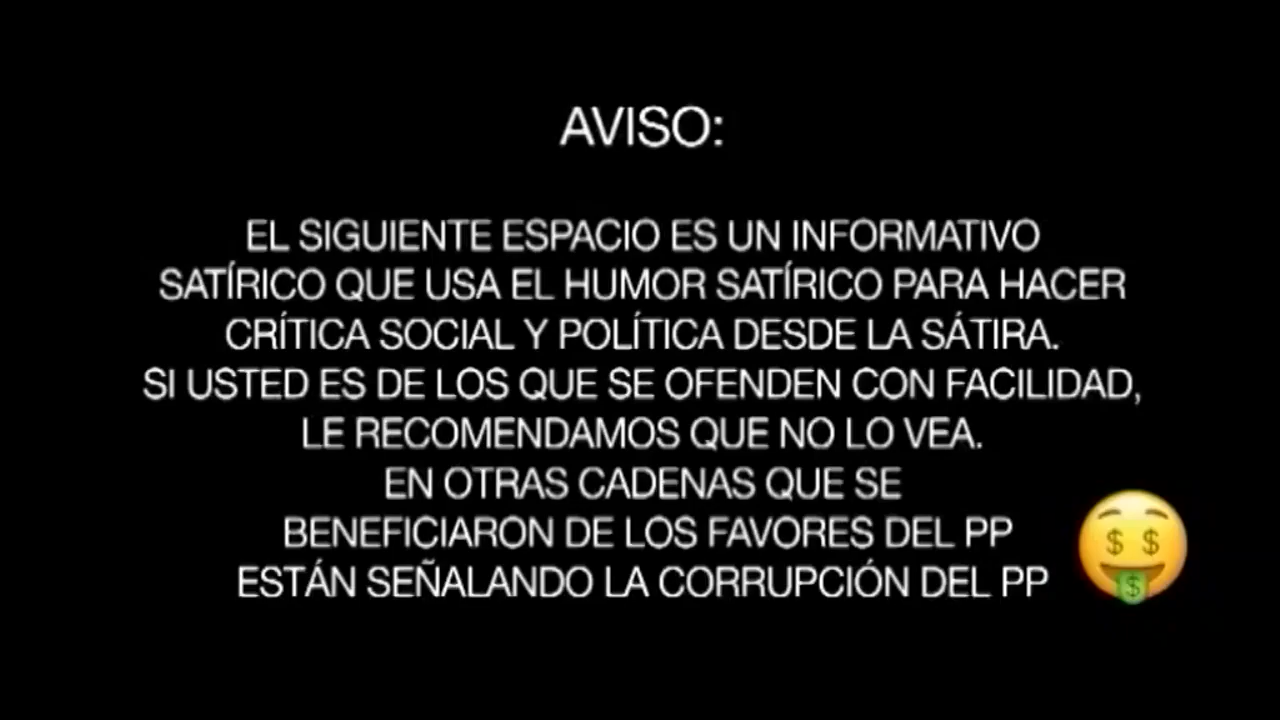 AVISO:
EL SIGUIENTE ESPACIO ES UN INFORMATIVO
SATÍRICO QUE USA EL HUMOR SATÍRICO PARA HACER
CRÍTICA SOCIAL Y POLÍTICA DESDE LA SÁTIRA.
SI USTED ES DE LOS QUE SE OFENDEN CON FACILIDAD,
LE RECOMENDAMOS QUE NO LO VEA.
EN OTRAS CADENAS QUE SE
BENEFICIARON DE LOS FAVORES DEL PP
ESTÁN SEÑALANDO LA CORRUPCIÓN DEL PP